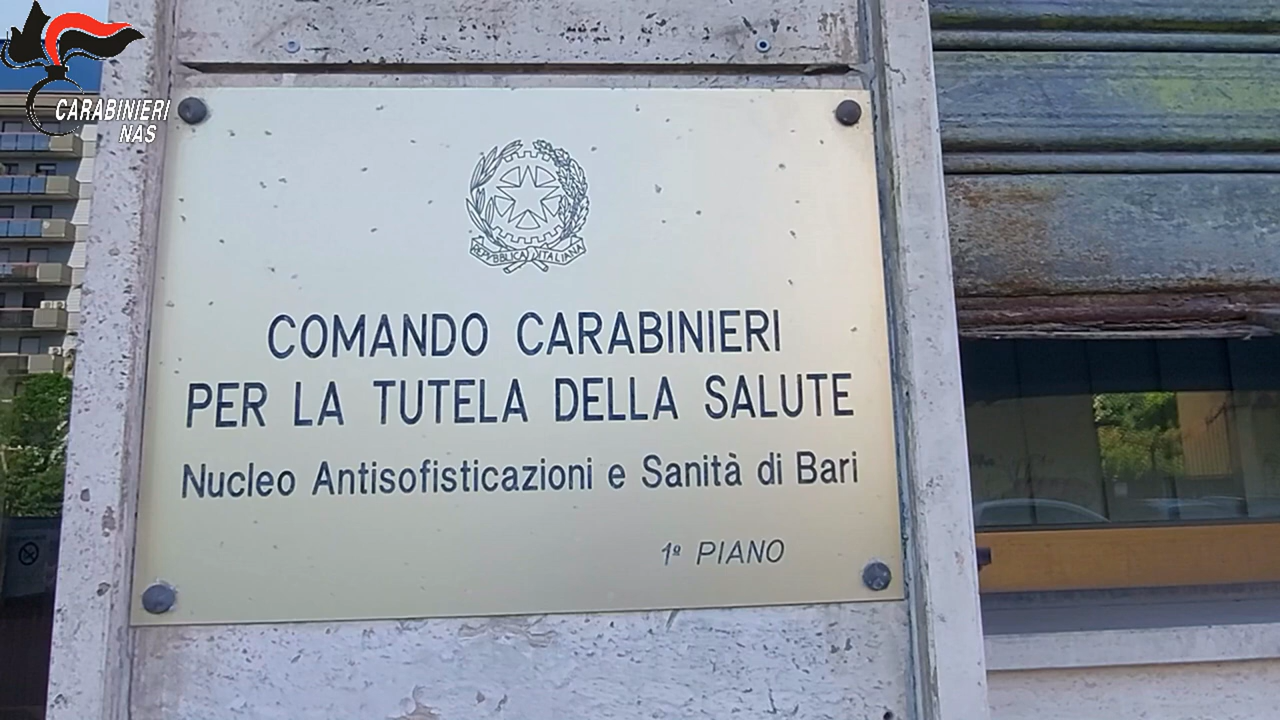 CARABINIERI
NAS
REPVBBLICA ITALIANA
COMANDO CARABINIERI
PER LA TUTELA DELLA SALUTE
Nucleo Antisofisticazioni e Sanità di Bari
1º PIANO